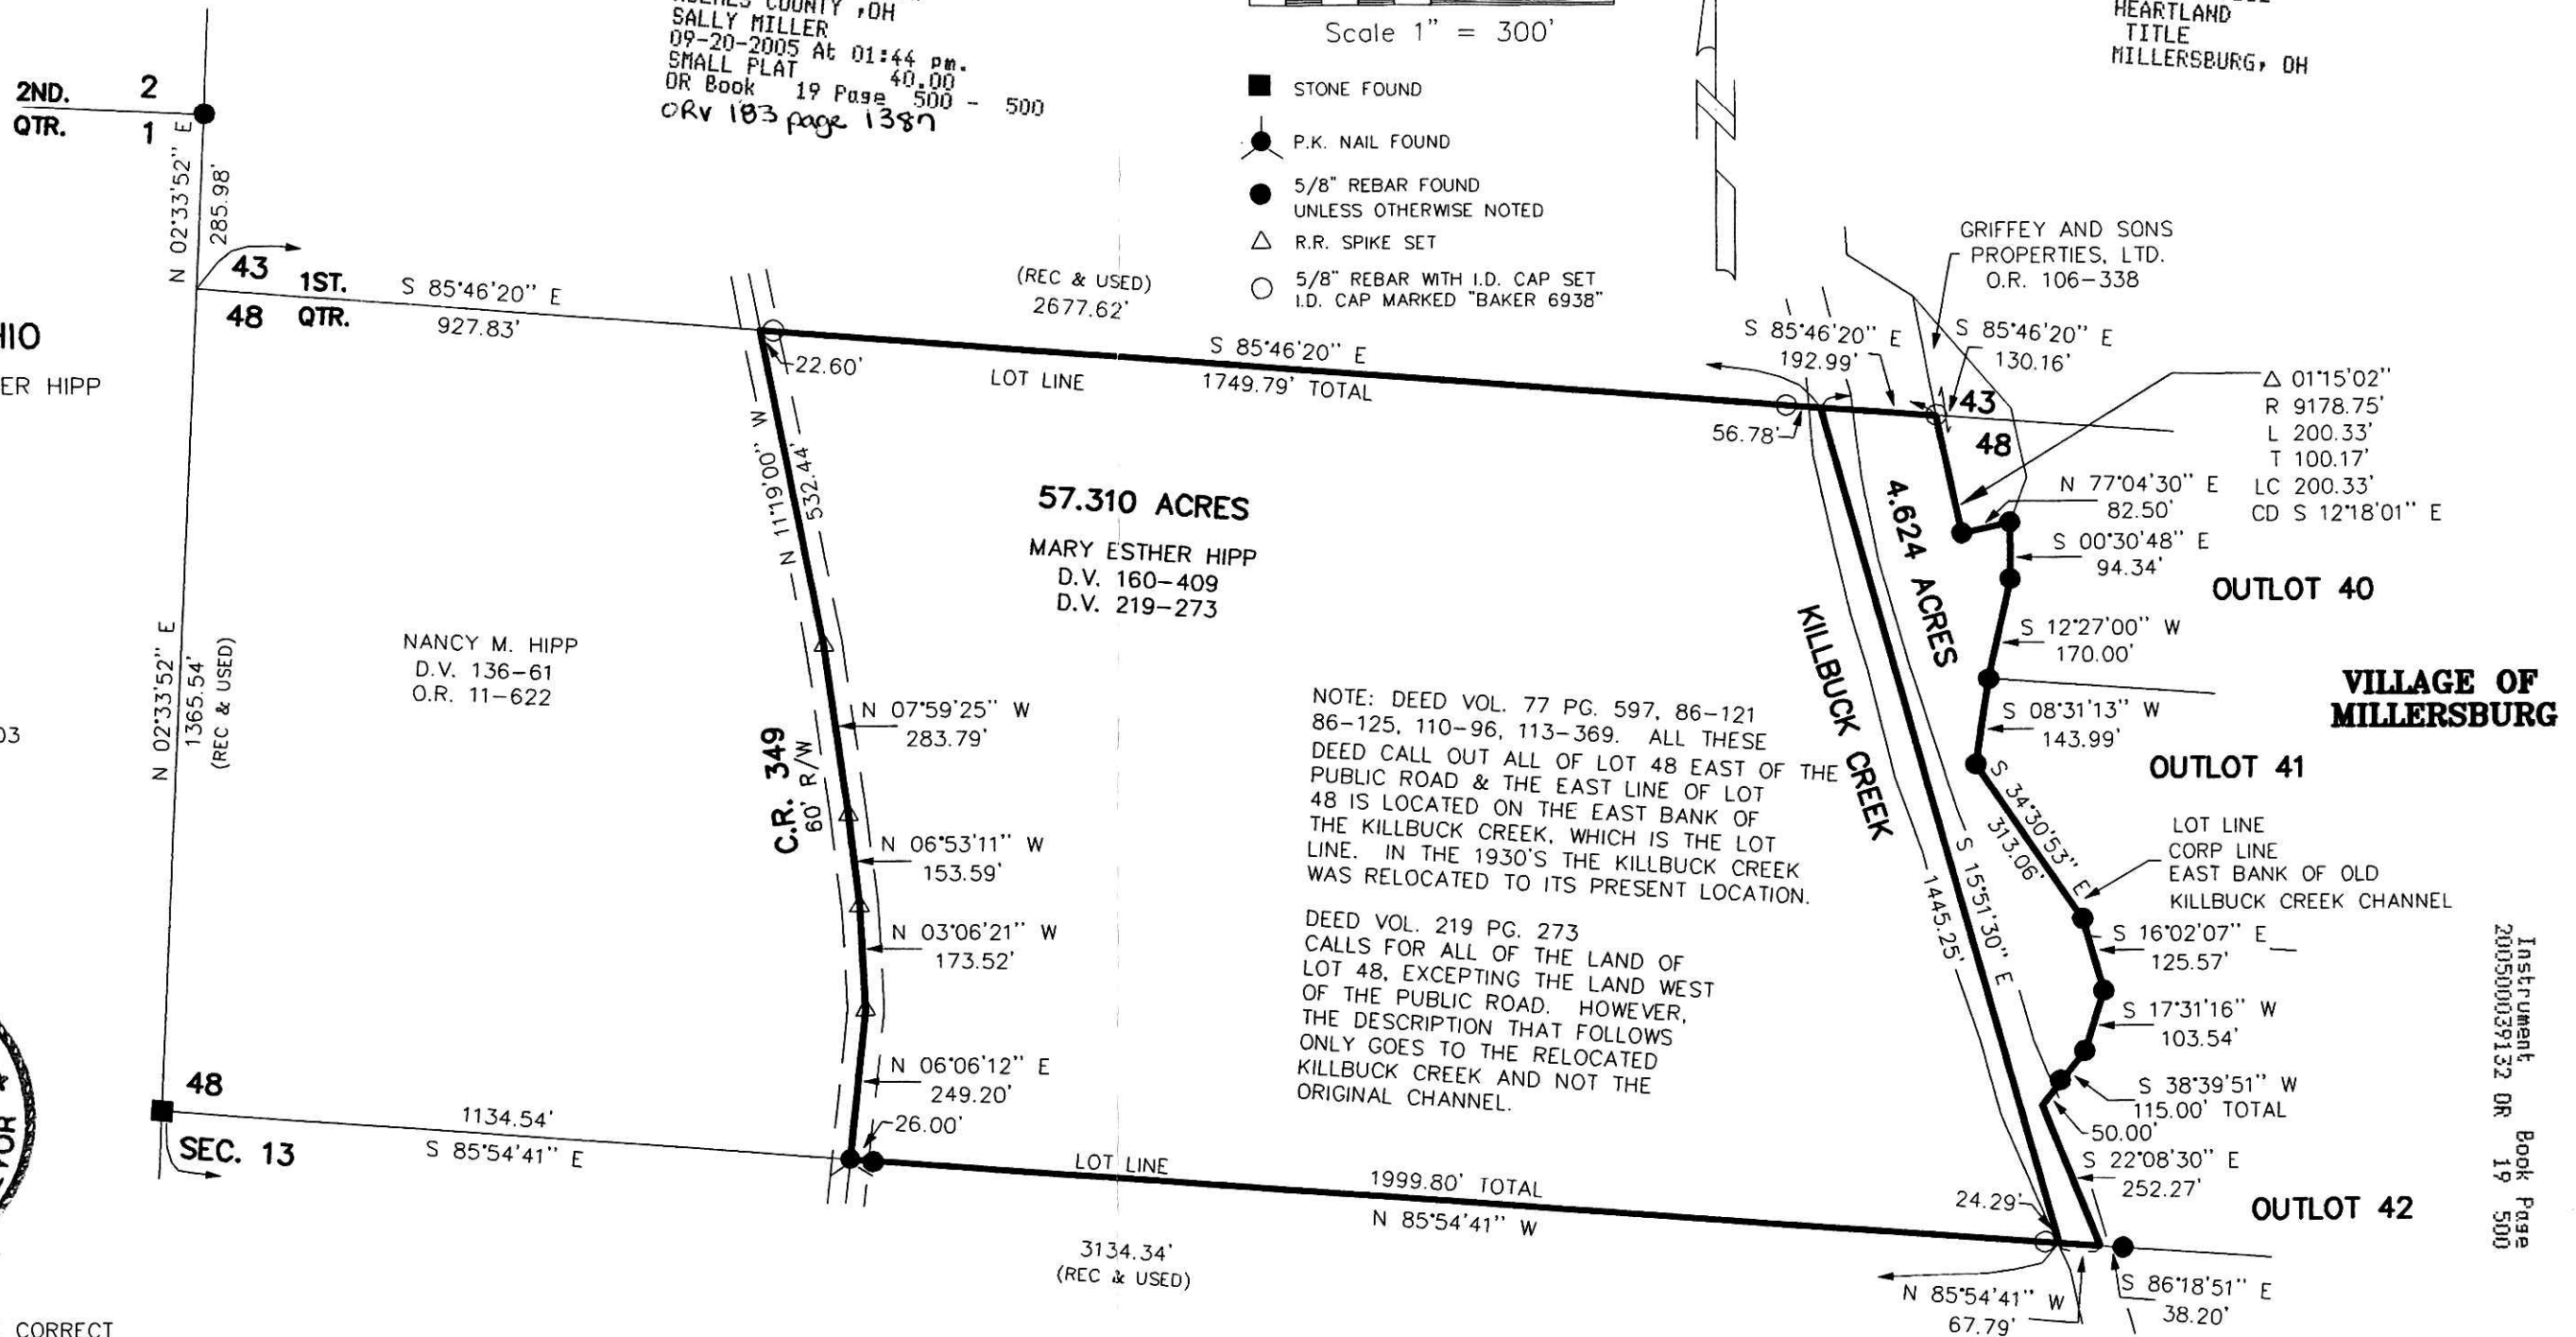 COUNTY , OH
SALLY MILLER
09-20-2005 At 01:44 pm.
SMALL PLAT 40.00
OR Book 19 Page 500 - 500
ORV 183 page 1387
Scale 1" = 300'
STONE FOUND
P.K. NAIL FOUND
5/8" REBAR FOUND
UNLESS OTHERWISE NOTED
R.R. SPIKE SET
5/8" REBAR WITH I.D. CAP SET
I.D. CAP MARKED "BAKER 6938"
HEARTLAND
TITLE
MILLERSBURG, OH
2ND. 2
QTR. 1
N 02°33'52" E
285.98'
43 1ST.
48 QTR.
S 85°46'20" E
927.83'
(REC & USED)
2677.62'
HIO
ER HIPP
03
22.60'
LOT LINE
S 85°46'20" E
1749.79' TOTAL
GRIFFEY AND SONS
PROPERTIES, LTD.
O.R. 106-338
S 85°46'20" E
192.99'
S 85°46'20" E
130.16'
56.78'
43
48
Δ 01°15'02"
R 9178.75'
L 200.33'
T 100.17'
LC 200.33'
CD S 12°18'01" E
N 11°19'00" W
532.44'
57.310 ACRES
MARY ESTHER HIPP
D.V. 160-409
D.V. 219-273
4.624 ACRES
KILLBUCK CREEK
N 77°04'30" E
82.50'
S 00°30'48" E
94.34'
OUTLOT 40
S 12°27'00" W
170.00'
VILLAGE OF
MILLERSBURG
S 08°31'13" W
143.99'
OUTLOT 41
N 02°33'52" E
1365.54'
(REC & USED)
NANCY M. HIPP
D.V. 136-61
O.R. 11-622
C.R. 349
60' R/W
N 07°59'25" W
283.79'
N 06°53'11" W
153.59'
N 03°06'21" W
173.52'
N 06°06'12" E
249.20'
26.00'
NOTE: DEED VOL. 77 PG. 597, 86-121
86-125, 110-96, 113-369. ALL THESE
DEED CALL OUT ALL OF LOT 48 EAST OF THE
PUBLIC ROAD & THE EAST LINE OF LOT
48 IS LOCATED ON THE EAST BANK OF
THE KILLBUCK CREEK, WHICH IS THE LOT
LINE. IN THE 1930'S THE KILLBUCK CREEK
WAS RELOCATED TO ITS PRESENT LOCATION.
DEED VOL. 219 PG. 273
CALLS FOR ALL OF THE LAND OF
LOT 48, EXCEPTING THE LAND WEST
OF THE PUBLIC ROAD. HOWEVER,
THE DESCRIPTION THAT FOLLOWS
ONLY GOES TO THE RELOCATED
KILLBUCK CREEK AND NOT THE
ORIGINAL CHANNEL.
S 15°51'30" E
1445.25'
S 34°30'53" E
313.06'
LOT LINE
CORP LINE
EAST BANK OF OLD
KILLBUCK CREEK CHANNEL
S 16°02'07" E
125.57'
S 17°31'16" W
103.54'
S 38°39'51" W
115.00' TOTAL
50.00'
S 22°08'30" E
252.27'
OUTLOT 42
Instrument Book Page
200500039132 OR 19 500
48
SEC. 13
1134.54'
S 85°54'41" E
LOT LINE
1999.80' TOTAL
N 85°54'41" W
24.29'
3134.34'
(REC & USED)
N 85°54'41" W
67.79'
S 86°18'51" E
38.20'
CORRECT